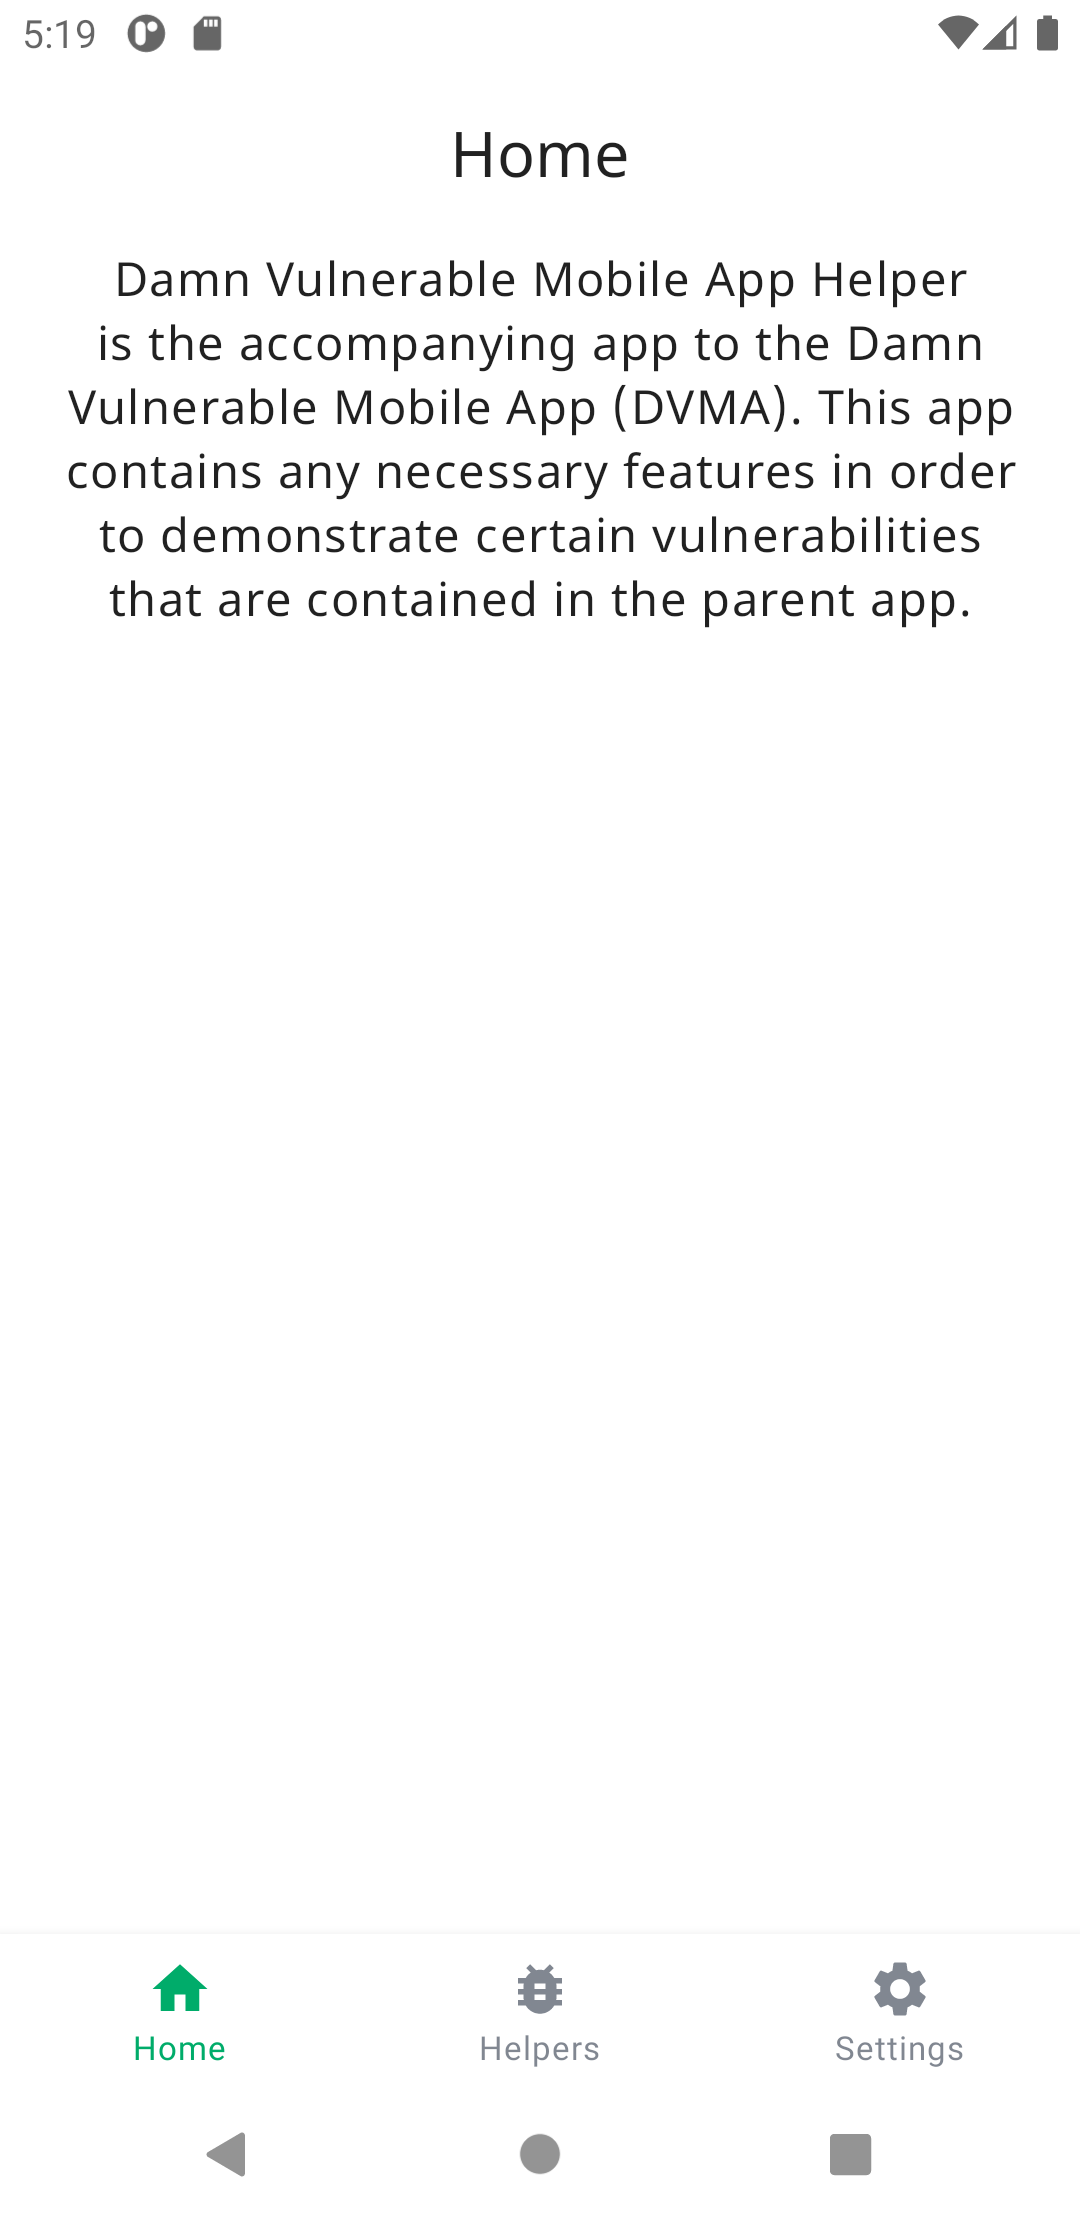 5:19
Home
Damn Vulnerable Mobile App Helper
is the accompanying app to the Damn
Vulnerable Mobile App (DVMA). This app
contains any necessary features in order
to demonstrate certain vulnerabilities
that are contained in the parent app.
Home
Helpers
Settings